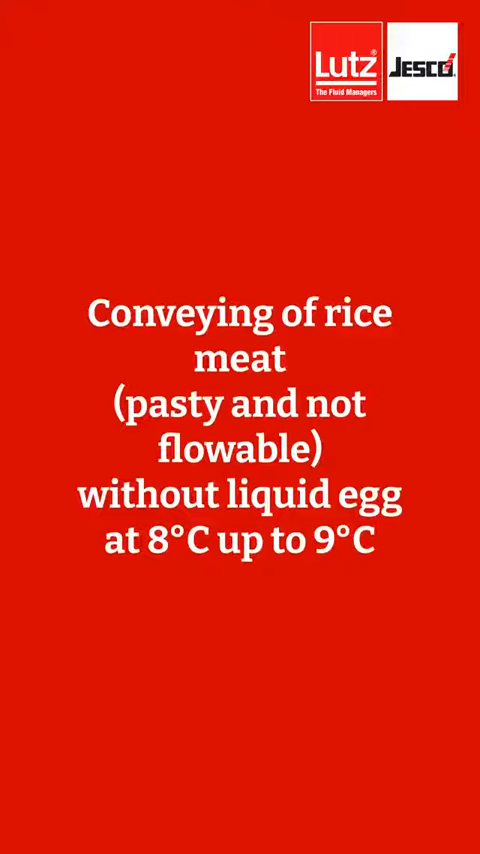 Lutz®
The Fluid Managers
JESCO®
Conveying of rice
meat
(pasty and not
flowable)
without liquid egg
at 8°C up to 9°C